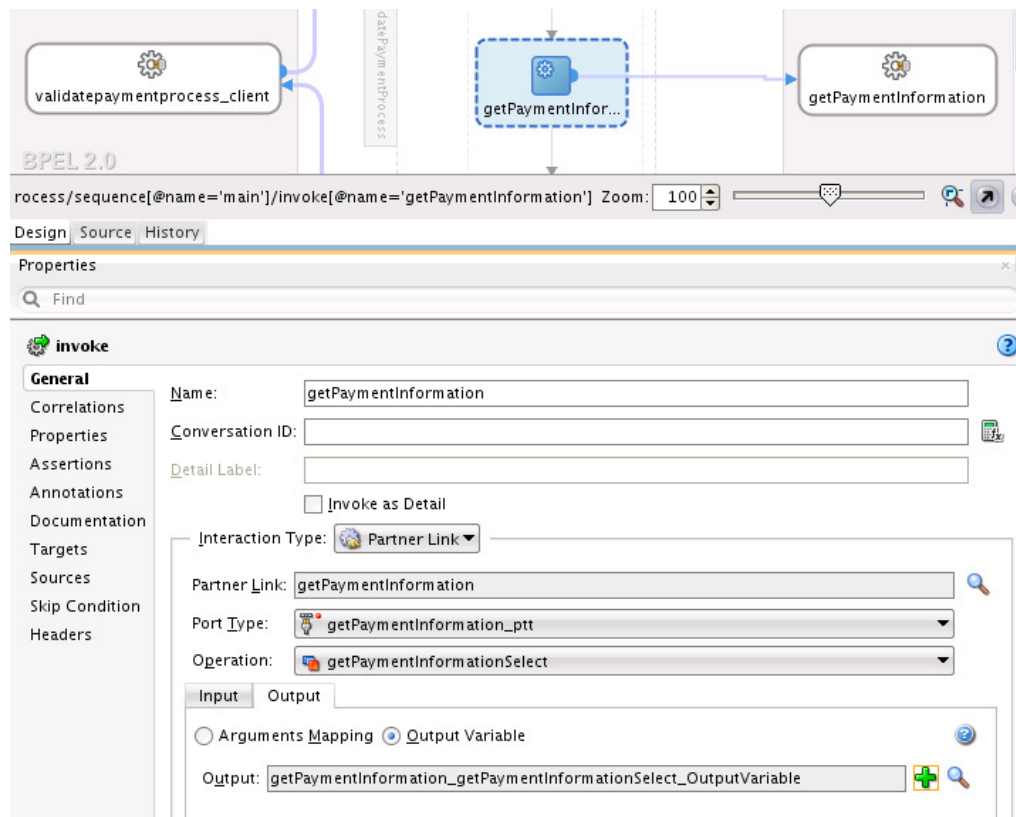 datePaymentProcess
validatepaymentprocess_client
getPaymentInfor...
getPaymentInformation
BPEL 2.0
rocess/sequence[@name='main']/invoke[@name='getPaymentInformation'] Zoom: 100
Design Source History
Properties
Find
invoke
General
Correlations
Properties
Assertions
Annotations
Documentation
Targets
Sources
Skip Condition
Headers
Name: getPaymentInformation
Conversation ID:
Detail Label:
Invoke as Detail
Interaction Type: Partner Link
Partner Link: getPaymentInformation
Port Type: getPaymentInformation_ptt
Operation: getPaymentInformationSelect
Input Output
Arguments Mapping Output Variable
Output: getPaymentInformation_getPaymentInformationSelect_OutputVariable